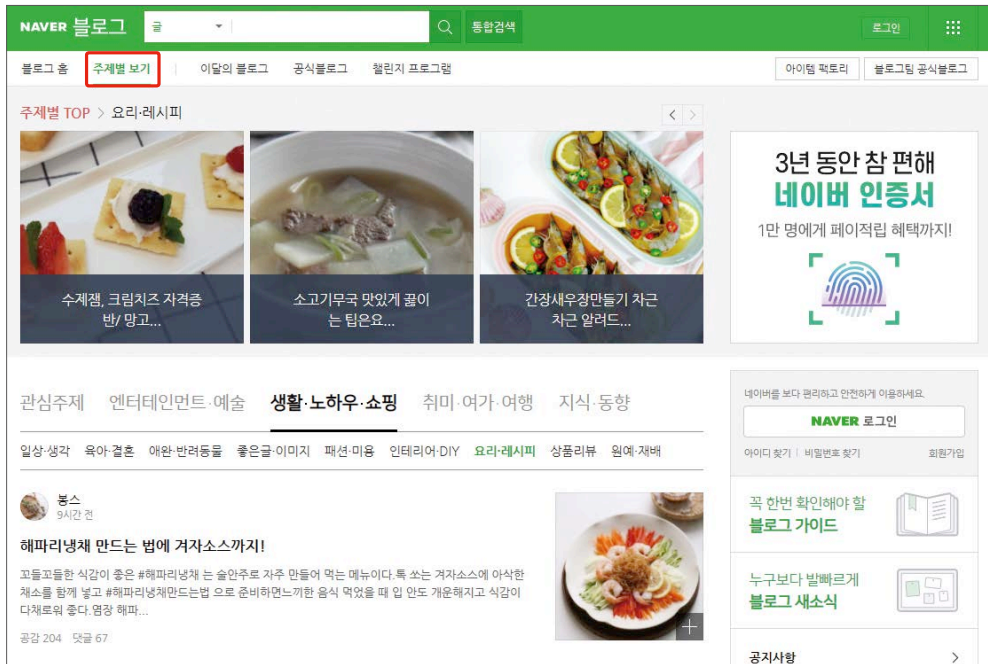 NAVER 블로그 글 통합검색 로그인
블로그 홈 주제별 보기 이달의 블로그 공식블로그 챌린지 프로그램 아이템 팩토리 블로그팀 공식블로그
주제별 TOP > 요리·레시피
수제잼, 크림치즈 자격증
반/ 망고...
소고기무국 맛있게 끓이
는 팁은요...
간장새우장만들기 차근
차근 알려드...
3년 동안 참 편해
네이버 인증서
1만 명에게 페이적립 혜택까지!
관심주제 엔터테인먼트·예술 생활·노하우·쇼핑 취미·여가·여행 지식·동향
일상·생각 육아·결혼 애완·반려동물 좋은글·이미지 패션·미용 인테리어·DIY 요리·레시피 상품리뷰 원예·재배
봉스
9시간 전
해파리냉채 만드는 법에 겨자소스까지!
꼬들꼬들한 식감이 좋은 #해파리냉채 는 술안주로 자주 만들어 먹는 메뉴이다.톡 쏘는 겨자소스에 아삭한
채소를 함께 넣고 #해파리냉채만드는법 으로 준비하면느끼한 음식 먹었을 때 입 안도 개운해지고 식감이
다채로워 좋다.염장 해파...
공감 204 댓글 67
네이버를 보다 편리하고 안전하게 이용하세요.
NAVER 로그인
아이디 찾기 비밀번호 찾기 회원가입
꼭 한번 확인해야 할
블로그 가이드
누구보다 발빠르게
블로그 새소식
공지사항